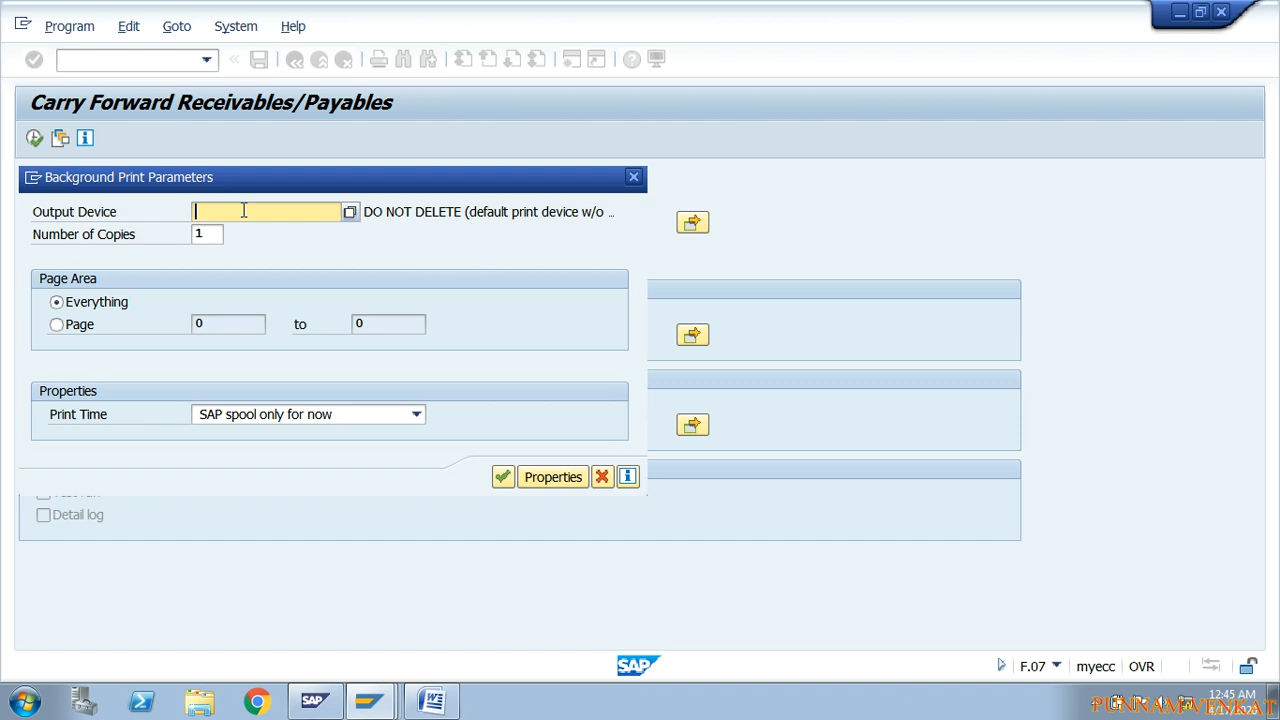 Program Edit Goto System Help
Carry Forward Receivables/Payables
Background Print Parameters
Output Device DO NOT DELETE (default print device w/o ...
Number of Copies 1
Page Area
Everything
Page 0 to 0
Properties
Print Time SAP spool only for now
Properties
Detail log
SAP
F.07 myecc OVR
12:45 AM
PUNNAM VENKAT